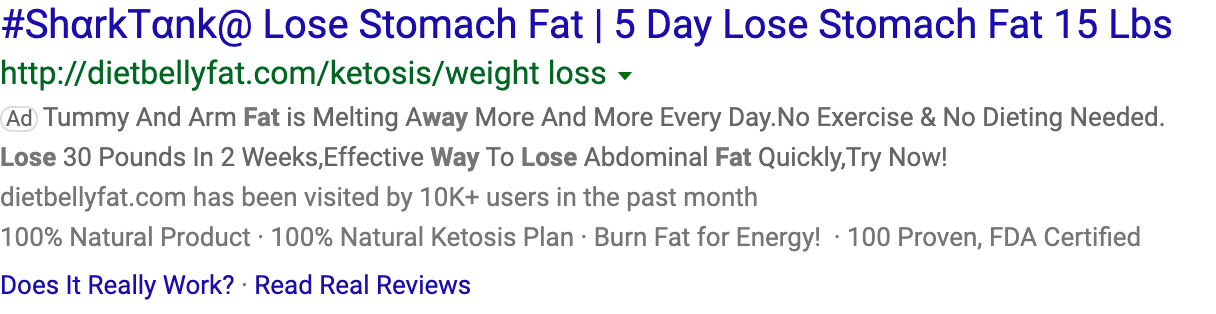 #ShɑrkTɑnk@ Lose Stomach Fat | 5 Day Lose Stomach Fat 15 Lbs
http://dietbellyfat.com/ketosis/weight loss
Ad Tummy And Arm Fat is Melting Away More And More Every Day.No Exercise & No Dieting Needed.
Lose 30 Pounds In 2 Weeks,Effective Way To Lose Abdominal Fat Quickly,Try Now!
dietbellyfat.com has been visited by 10K+ users in the past month
100% Natural Product · 100% Natural Ketosis Plan · Burn Fat for Energy! · 100 Proven, FDA Certified
Does It Really Work? · Read Real Reviews